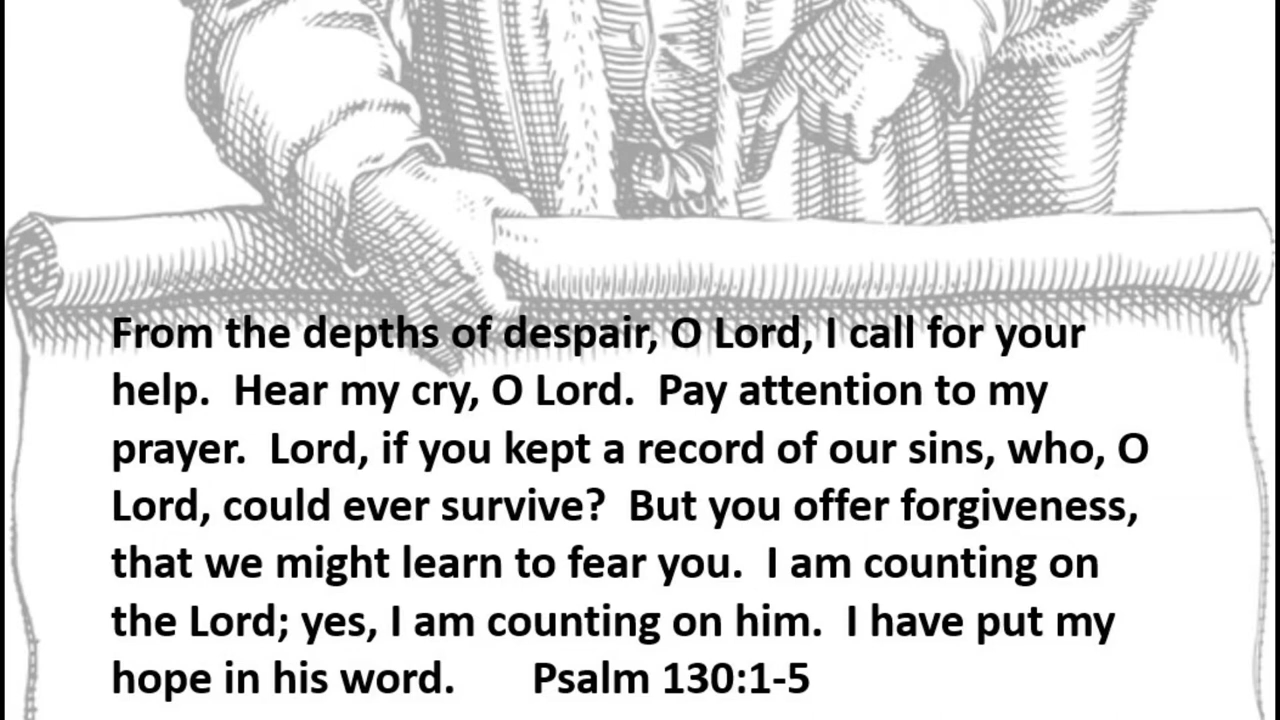 From the depths of despair, O Lord, I call for your
help.  Hear my cry, O Lord.  Pay attention to my
prayer.  Lord, if you kept a record of our sins, who, O
Lord, could ever survive?  But you offer forgiveness,
that we might learn to fear you.  I am counting on
the Lord; yes, I am counting on him.  I have put my
hope in his word.      Psalm 130:1-5